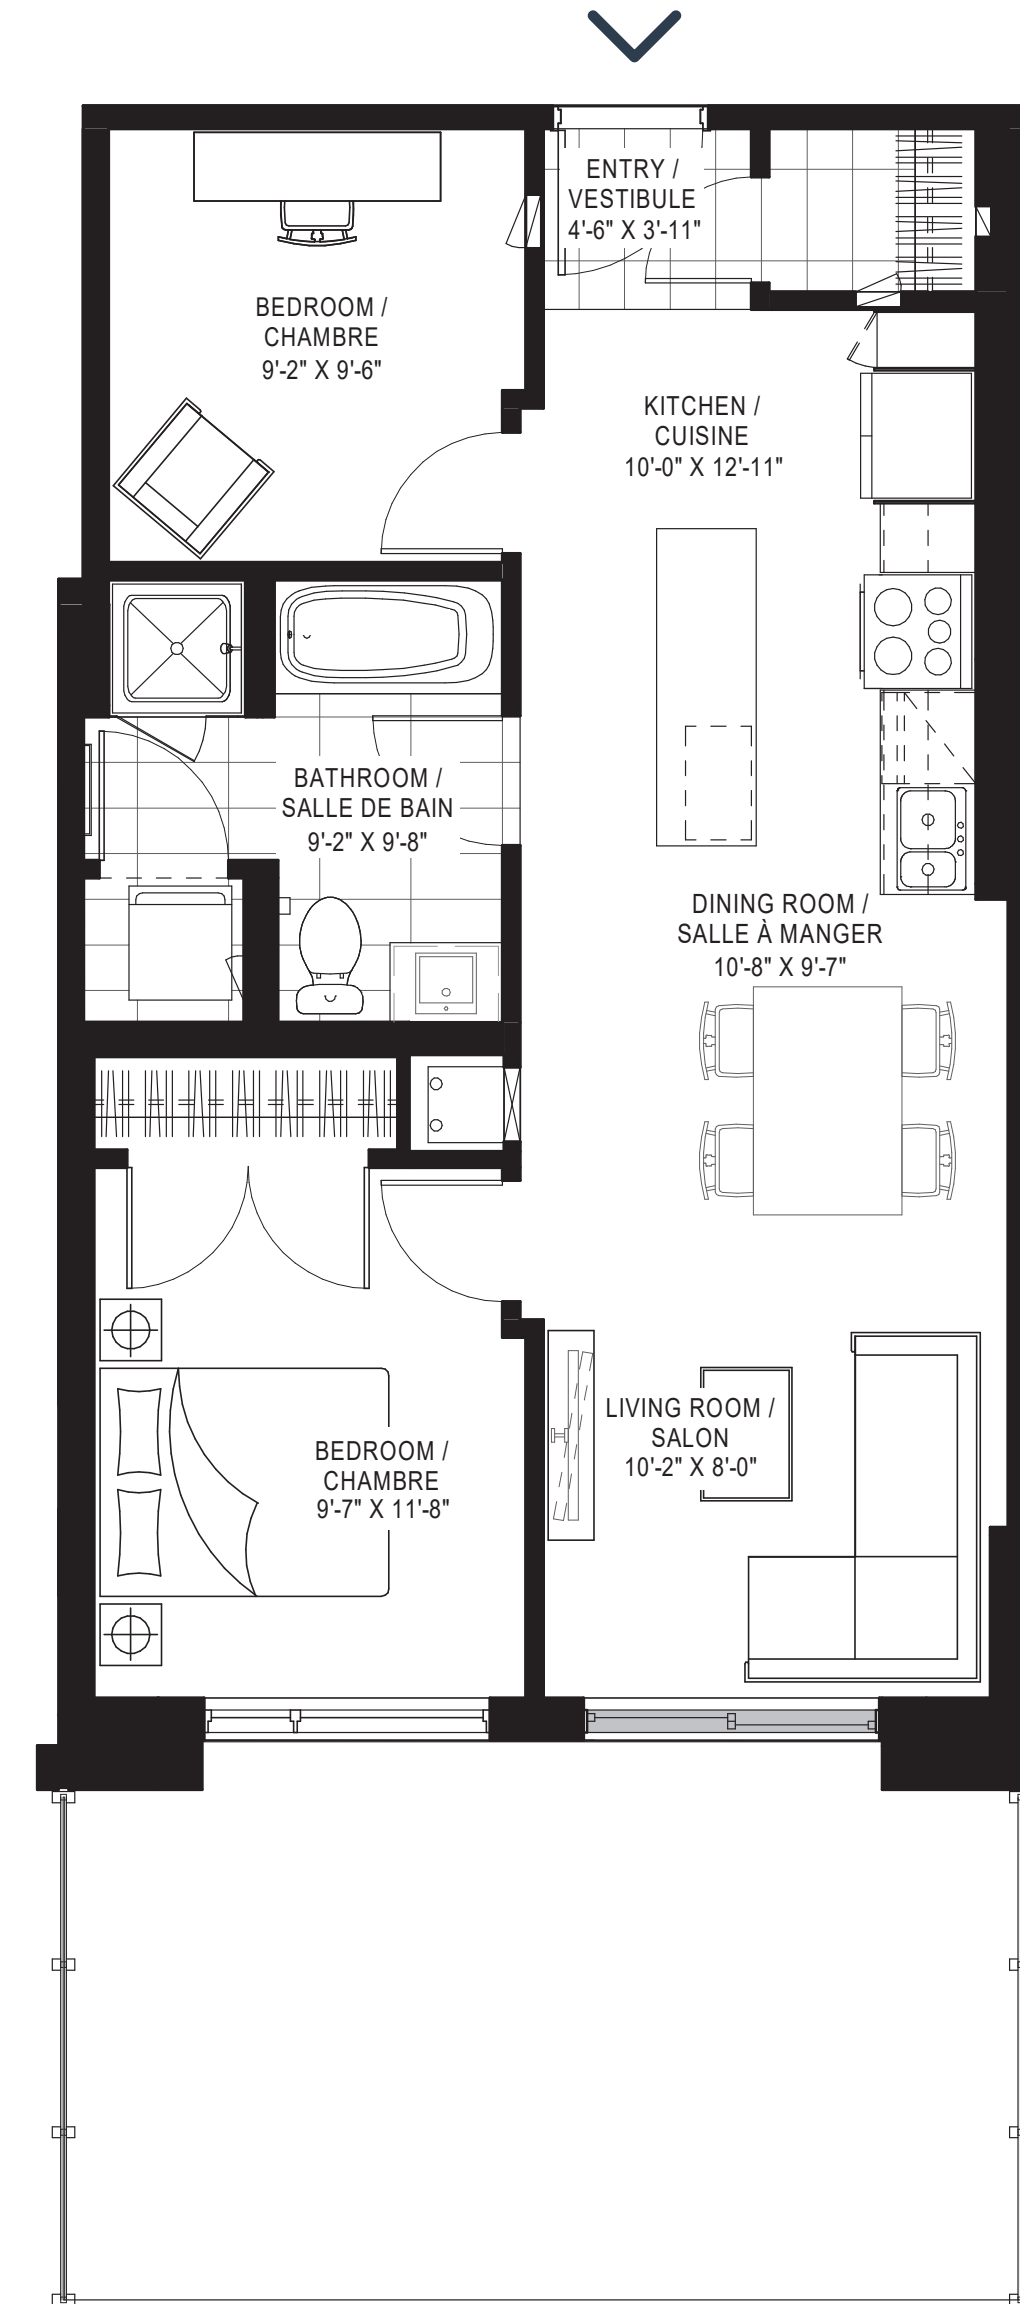 ENTRY /
VESTIBULE
4'-6" X 3'-11"
BEDROOM /
CHAMBRE
9'-2" X 9'-6"
KITCHEN /
CUISINE
10'-0" X 12'-11"
BATHROOM /
SALLE DE BAIN
9'-2" X 9'-8"
DINING ROOM /
SALLE À MANGER
10'-8" X 9'-7"
LIVING ROOM /
SALON
10'-2" X 8'-0"
BEDROOM /
CHAMBRE
9'-7" X 11'-8"